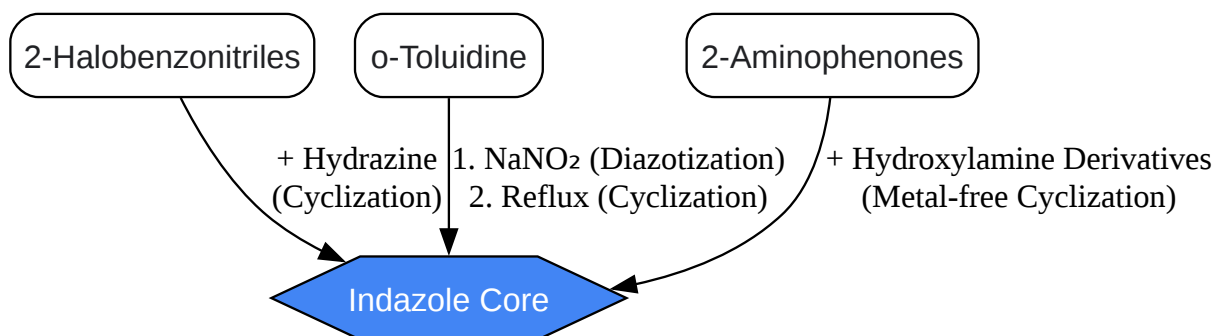 2-Halobenzonitriles
o-Toluidine
2-Aminophenones
+ Hydrazine
(Cyclization)
1. NaNO₂ (Diazotization)
2. Reflux (Cyclization)
+ Hydroxylamine Derivatives
(Metal-free Cyclization)
Indazole Core